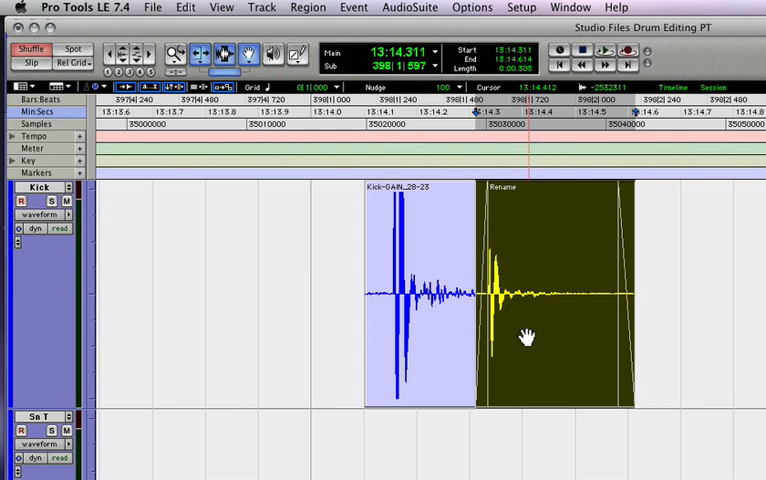 Pro Tools LE 7.4 File Edit View Track Region Event AudioSuite Options Setup Window Help
Studio Files Drum Editing PT
Shuffle Spot
Slip Rel Grid
1 2 3 4 5
Main 13:14.311
Sub 398|1|597
Start 13:14.311
End 13:14.614
Length 0:00.303
Grid 0|1|000 Nudge 100 Cursor 13:14.412 -2532311 Timeline Session
Bars:Beats 397|4|240 397|4|480 397|4|720 398|1|000 398|1|240 398|1|480 398|1|720 398|2|000 398|2|240 398|2|480
Min:Secs 13:13.6 13:13.7 13:13.8 13:13.9 13:14.0 13:14.1 13:14.2 13:14.3 13:14.4 13:14.5 13:14.6 13:14.7 13:14.8
Samples 35000000 35010000 35020000 35030000 35040000 35050000
Tempo
Meter
Key
Markers
Kick
R S M
waveform
dyn read
Kick-GAIN_28-23 Rename
Sn T
R S M
waveform
dyn read